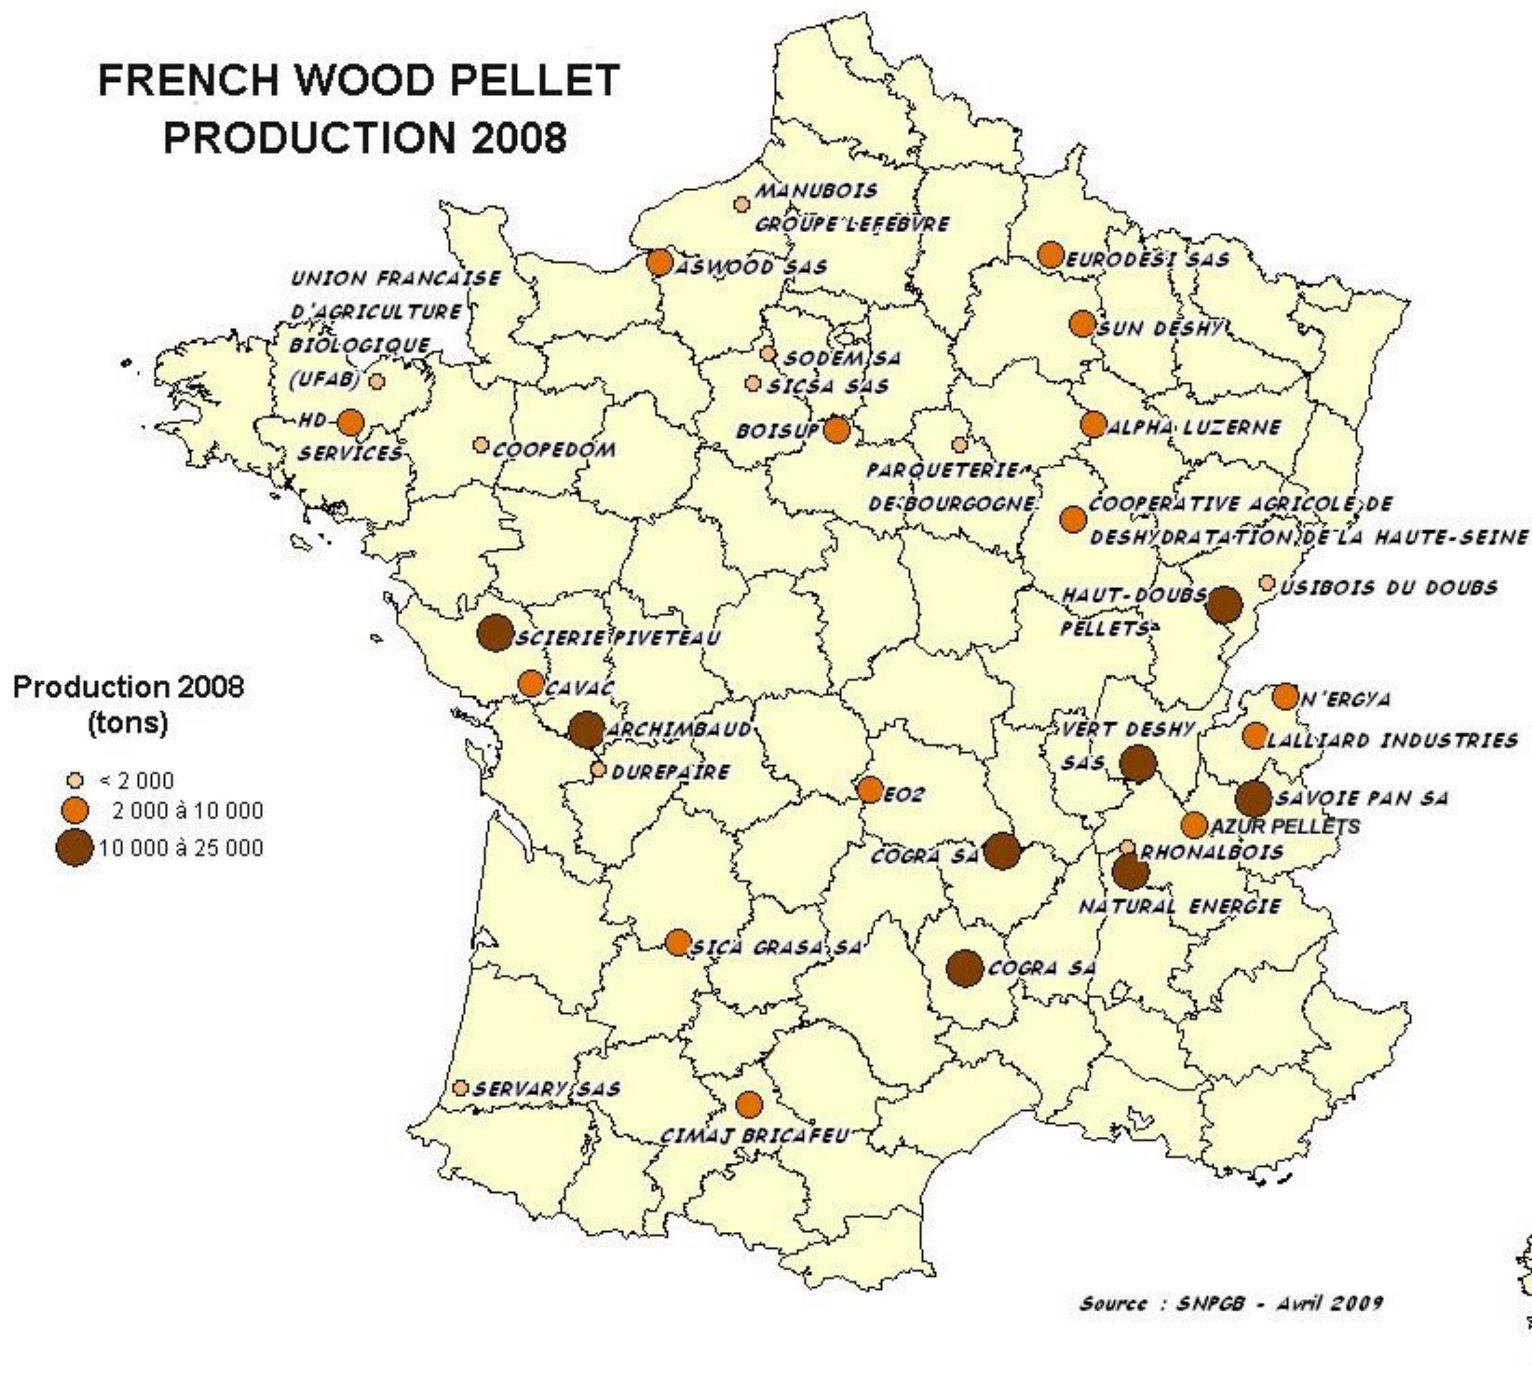 FRENCH WOOD PELLET
PRODUCTION 2008
MANUBOIS
GROUPE LEFEBVRE
ASWOOD SAS
EURODESI SAS
UNION FRANCAISE
D'AGRICULTURE
BIOLOGIQUE
(UFAB)
SUN DESHY
SODEM SA
SICSA SAS
HD
SERVICES
BOISUP
ALPHA LUZERNE
COOPEDOM
PARQUETERIE
DE BOURGOGNE
COOPERATIVE AGRICOLE DE
DESHYDRATATION DE LA HAUTE-SEINE
HAUT-DOUBS
PELLETS
USIBOIS DU DOUBS
SCIERIE PIVETEAU
CAVAC
N'ERGYA
ARCHIMBAUD
VERT DESHY
SAS
LALLIARD INDUSTRIES
DUREPAIRE
EO2
SAVOIE PAN SA
AZUR PELLETS
COGRA SA
RHONALBOIS
NATURAL ENERGIE
SICA GRASA SA
COGRA SA
SERVARY SAS
CIMAJ BRICAFEU
Production 2008
(tons)
< 2 000
2 000 à 10 000
10 000 à 25 000
Source : SNPGB - Avril 2009